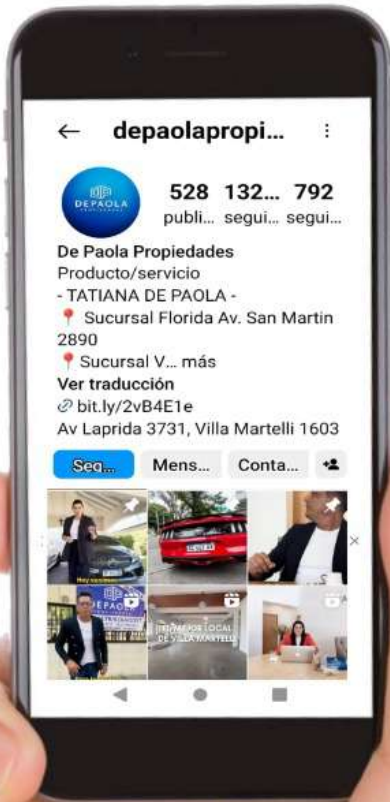 depaolapropi...
DEPAOLA
528 132... 792
publi... segui... segui...
De Paola Propiedades
Producto/servicio
- TATIANA DE PAOLA -
📍 Sucursal Florida Av. San Martin
2890
📍 Sucursal V... más
Ver traducción
bit.ly/2vB4E1e
Av Laprida 3731, Villa Martelli 1603
Seg... Mens... Conta...
LOCAL
DE VILLA MARTELLI